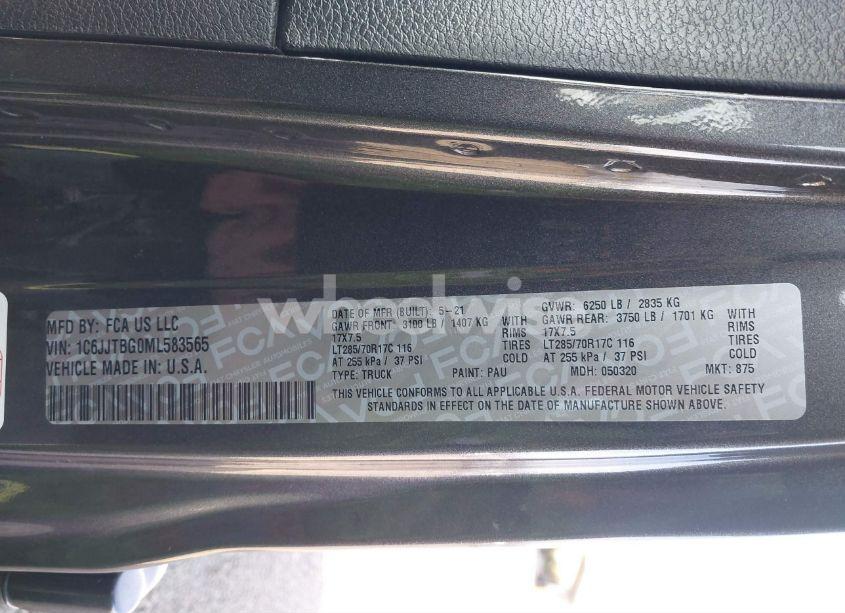 MFD BY: FCA US LLC
VIN: 1C6JJTBG0ML583565
VEHICLE MADE IN: U.S.A.
DATE OF MFR (BUILT): 5-21
GAWR FRONT: 3100 LB / 1407 KG WITH
17X7.5 RIMS
LT285/70R17C 116 TIRES
AT 255 kPa / 37 PSI COLD
TYPE: TRUCK PAINT: PAU
GVWR: 6250 LB / 2835 KG
GAWR REAR: 3750 LB / 1701 KG WITH
17X7.5 RIMS
LT285/70R17C 116 TIRES
AT 255 kPa / 37 PSI COLD
MDH: 050320 MKT: 875
THIS VEHICLE CONFORMS TO ALL APPLICABLE U.S.A. FEDERAL MOTOR VEHICLE SAFETY
STANDARDS IN EFFECT ON THE DATE OF MANUFACTURE SHOWN ABOVE.
FCA